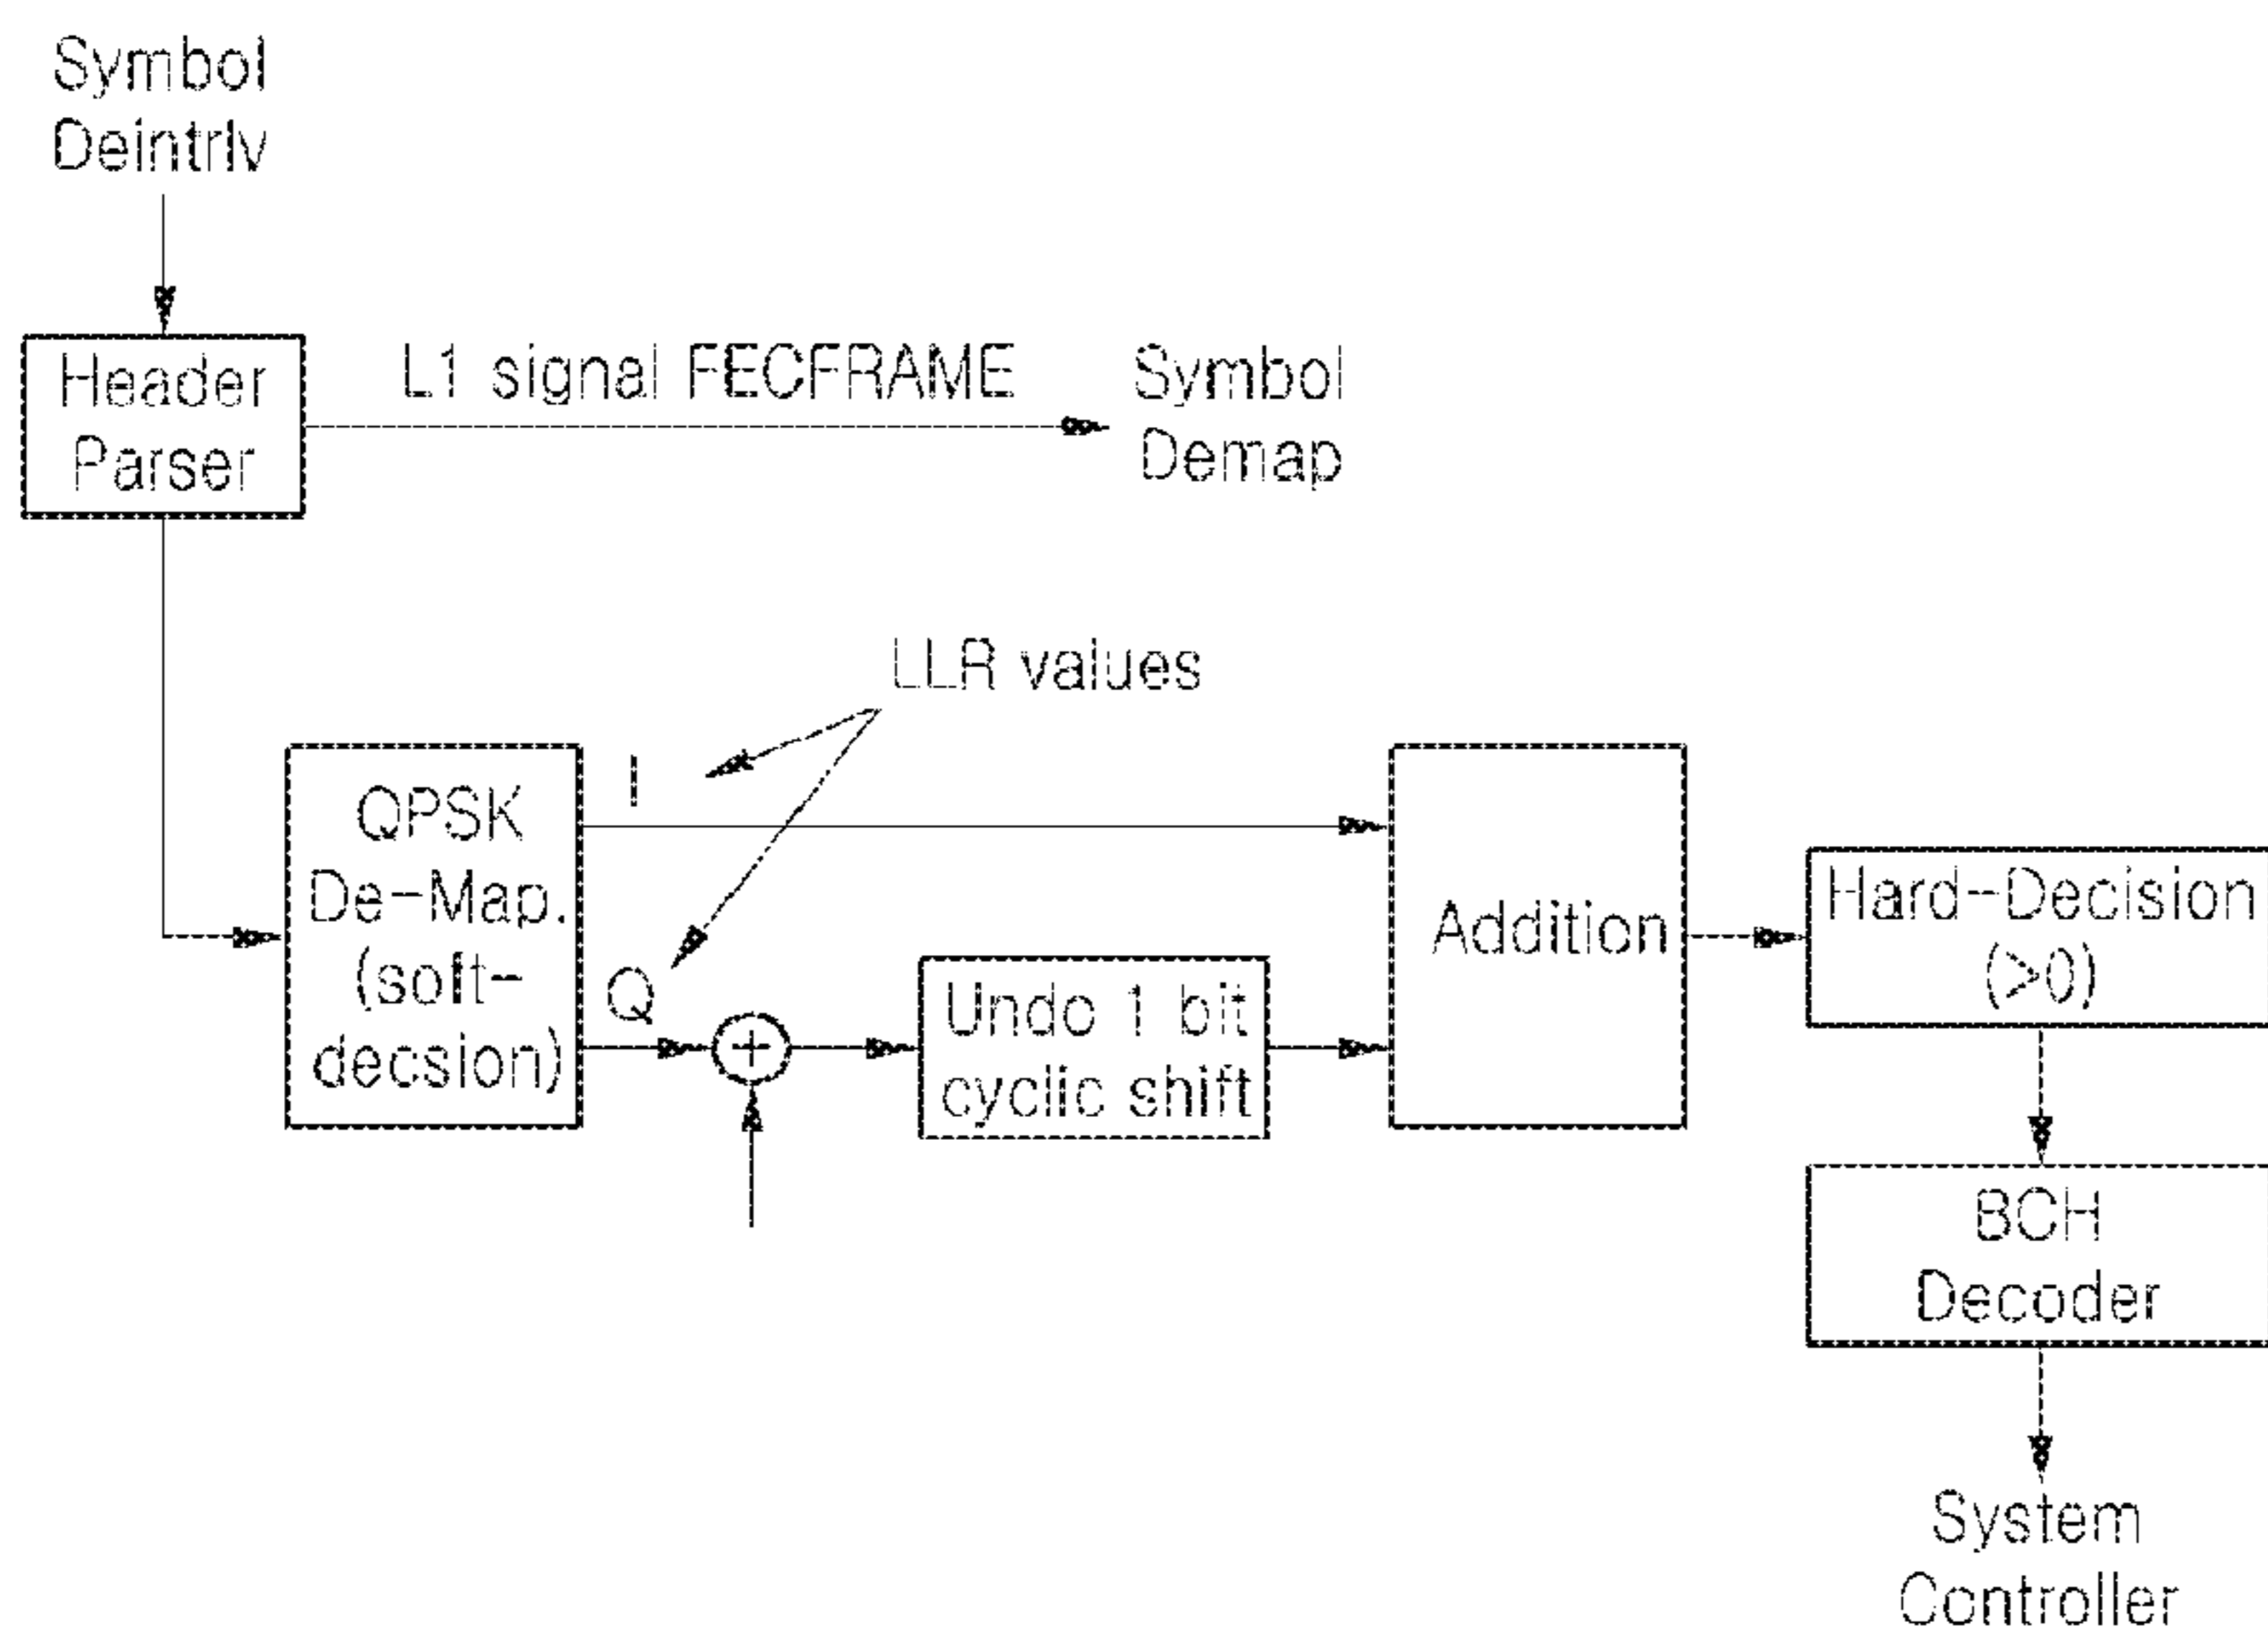 Symbol
Deintrlv
Header
Parser
L1 signal FECFRAME
Symbol
Demap
LLR values
QPSK
De-Map.
(soft-
decsion)
I
Q
+
Undo 1 bit
cyclic shift
Addition
Hard-Decision
(>0)
BCH
Decoder
System
Controller